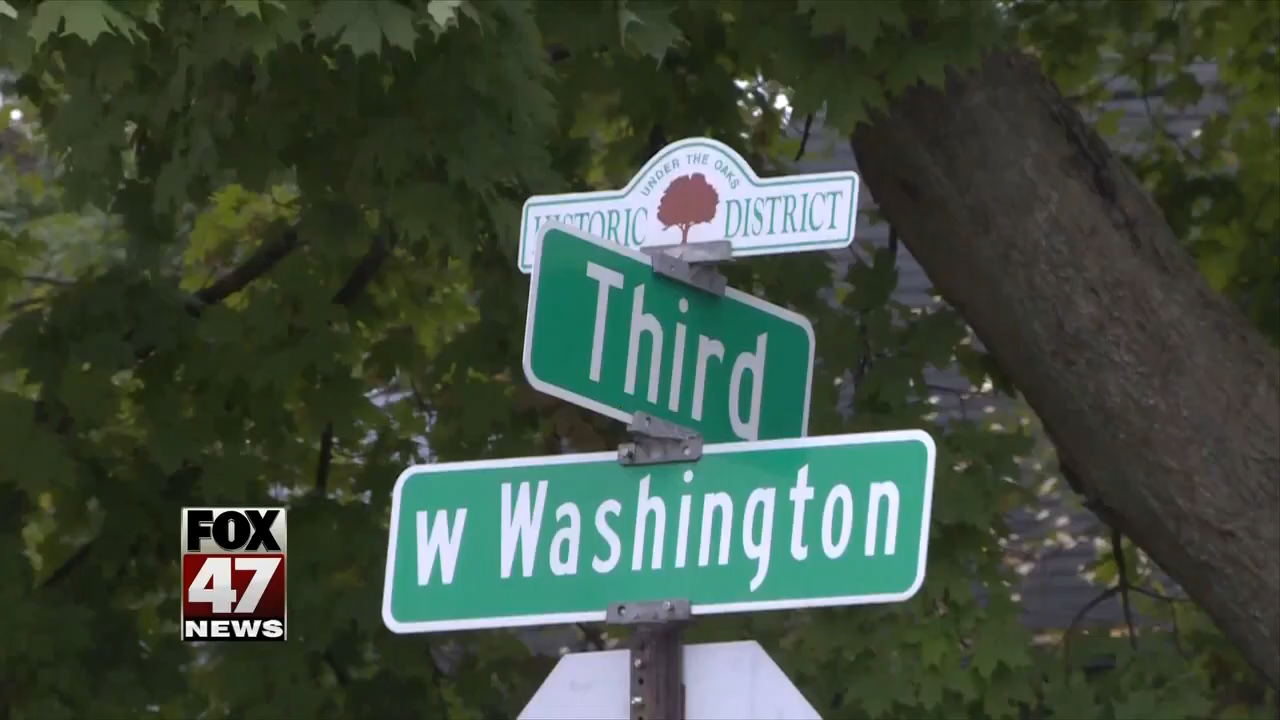 UNDER THE OAKS
HISTORIC DISTRICT
Third
W Washington
FOX
47
NEWS